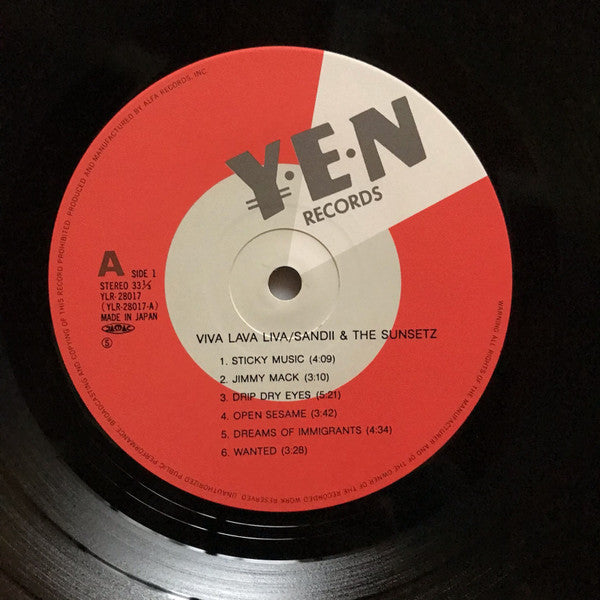 Y·E·N
RECORDS
A SIDE 1
STEREO 33⅓
YLR-28017
(YLR-28017-A)
MADE IN JAPAN
Ⓢ
VIVA LAVA LIVA/SANDII & THE SUNSETZ
1. STICKY MUSIC (4:09)
2. JIMMY MACK (3:10)
3. DRIP DRY EYES (5:21)
4. OPEN SESAME (3:42)
5. DREAMS OF IMMIGRANTS (4:34)
6. WANTED (3:28)
WARNING ALL RIGHTS OF THE MANUFACTURER AND OF THE OWNER OF THE RECORDED WORK RESERVED UNAUTHORIZED PUBLIC PERFORMANCE, BROADCASTING AND COPYING OF THIS RECORD PROHIBITED. PRODUCED AND MANUFACTURED BY ALFA RECORDS, INC.